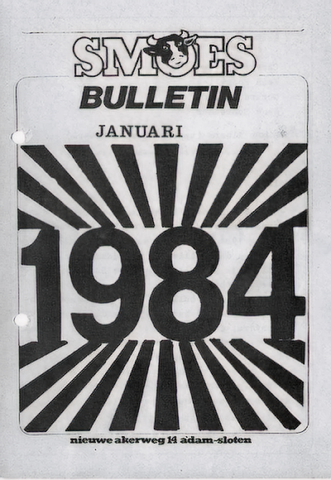 SMOES
BULLETIN
JANUARI
1984
nieuwe akerweg 14 a'dam-sloten